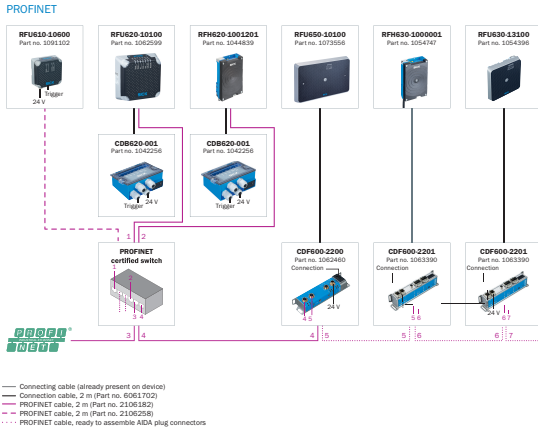 PROFINET
RFU610-10600
Part no. 1091102
Trigger
24 V
RFU620-10100
Part no. 1062599
RFH620-1001201
Part no. 1044839
RFU650-10100
Part no. 1073556
RFH630-1000001
Part no. 1054747
RFU630-13100
Part no. 1054396
CDB620-001
Part no. 1042256
24 V
Trigger
CDB620-001
Part no. 1042256
24 V
Trigger
1 2
PROFINET
certified switch
1
2
3 4
CDF600-2200
Part no. 1062460
Connection
24 V
4 5
CDF600-2201
Part no. 1063390
Connection
24 V
5 6
CDF600-2201
Part no. 1063390
Connection
24 V
6 7
PROFI
NET
®
3 4
4 5
5 6
6 7
Connecting cable (already present on device)
Connection cable, 2 m (Part no. 6061702)
PROFINET cable, 2 m (Part no. 2106182)
PROFINET cable, 2 m (Part no. 2106258)
PROFINET cable, ready to assemble AIDA plug connectors